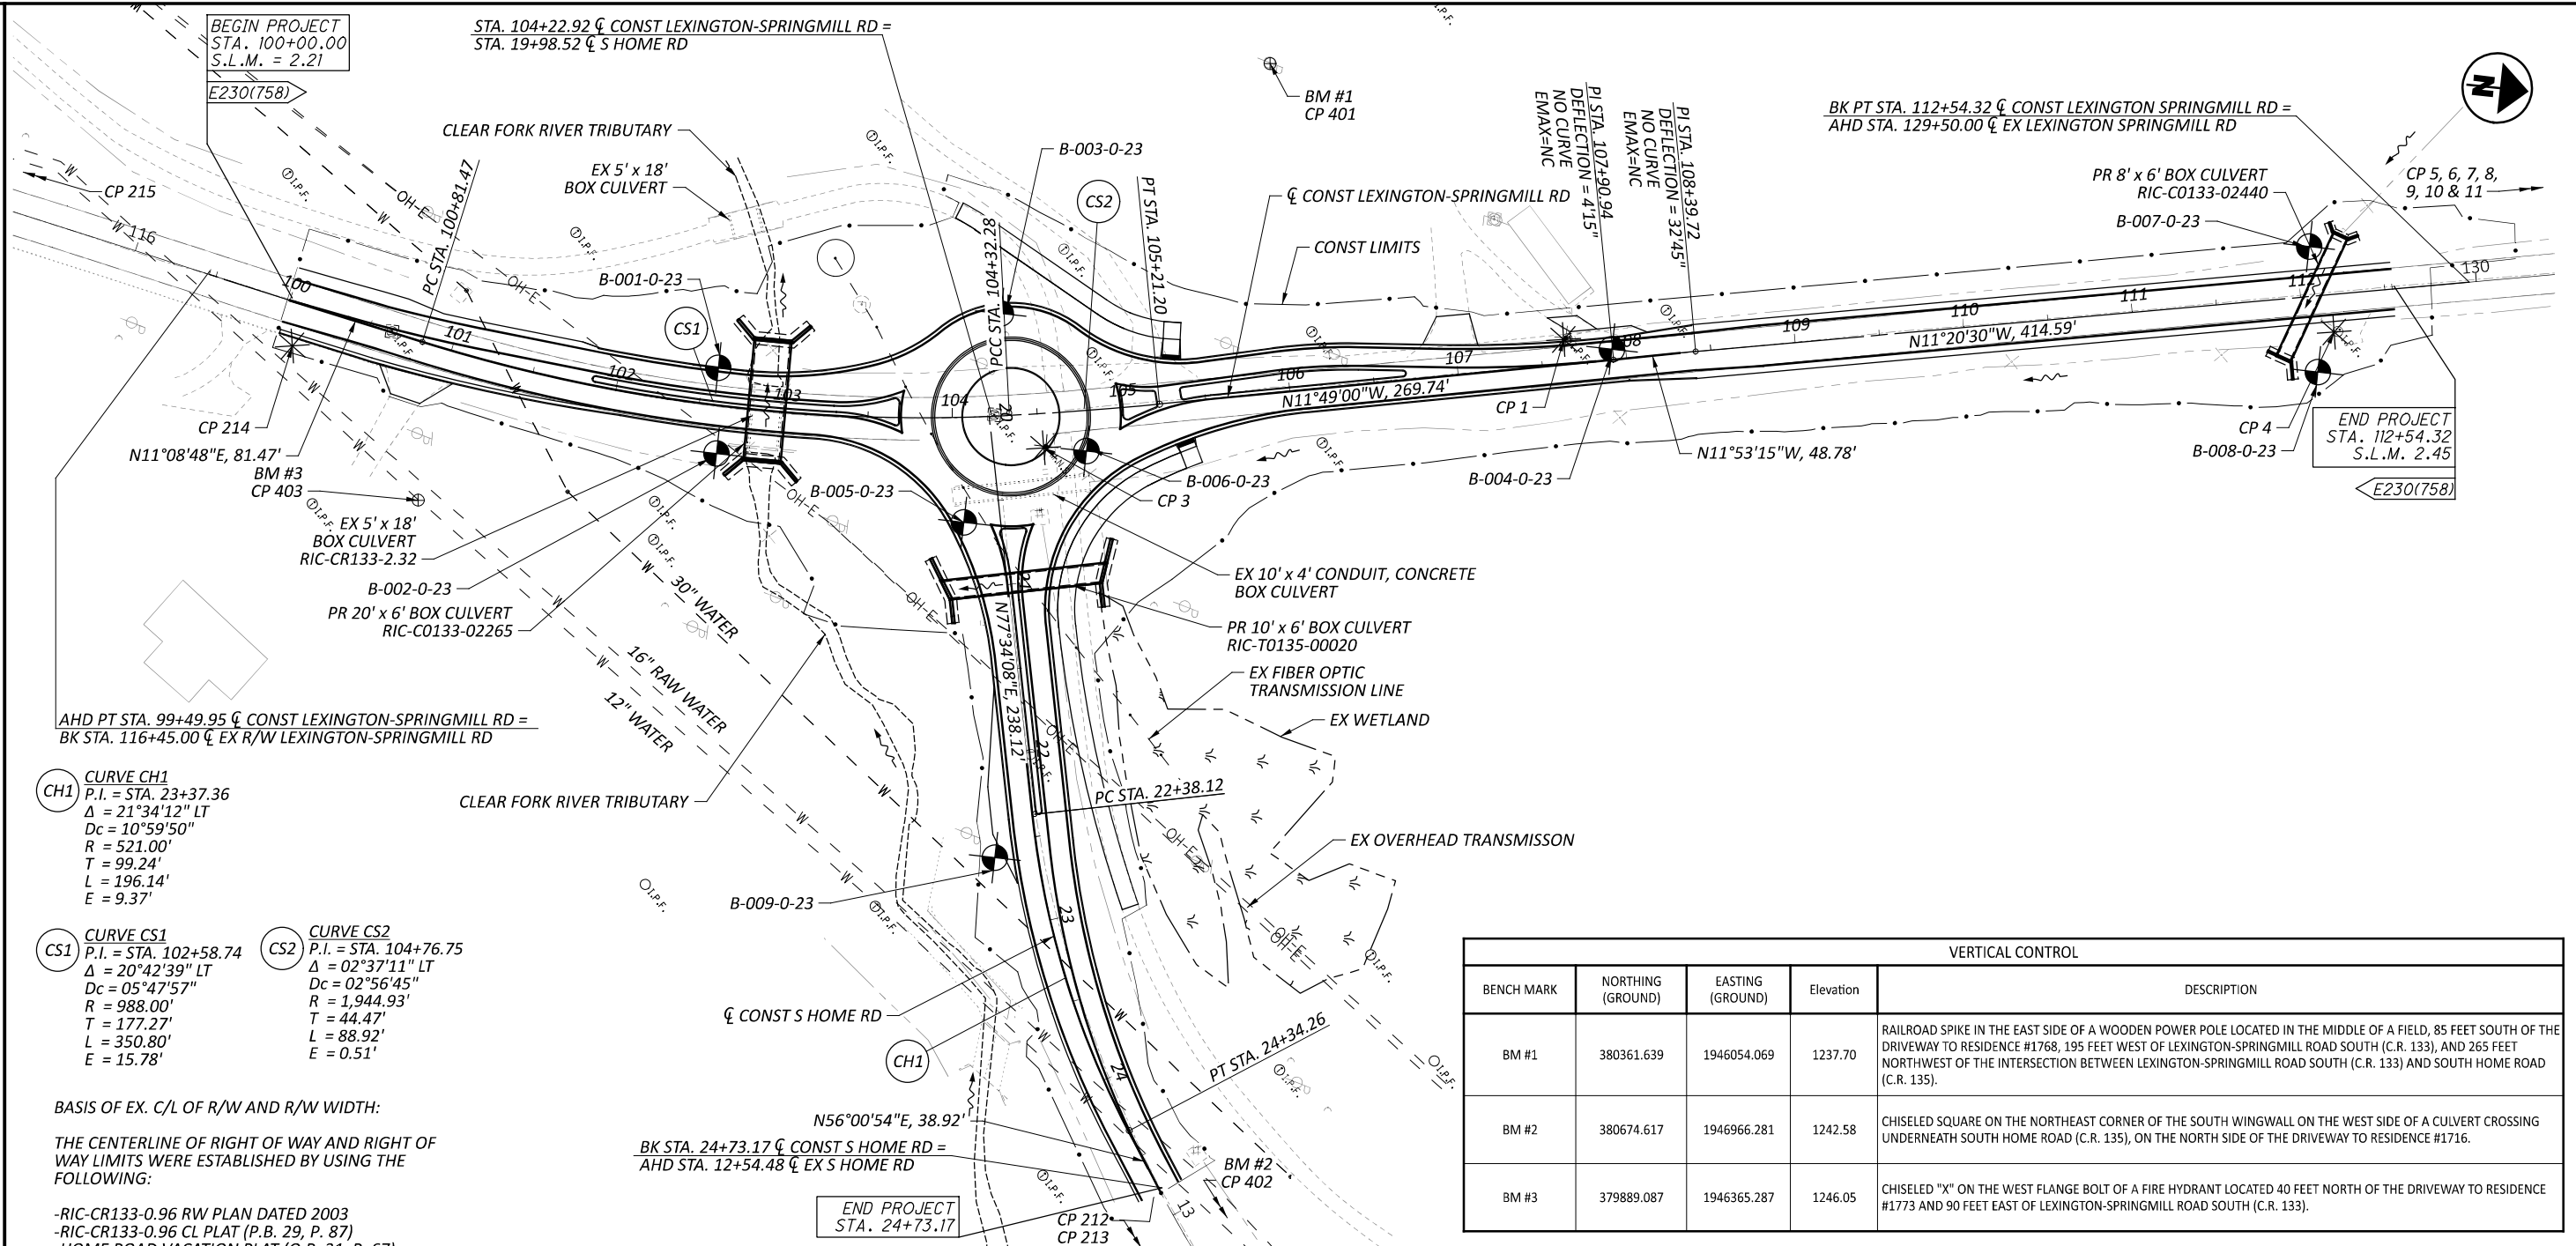 BEGIN PROJECT
STA. 100+00.00
S.L.M. = 2.21
E230(758)
STA. 104+22.92 ℄ CONST LEXINGTON-SPRINGMILL RD =
STA. 19+98.52 ℄ S HOME RD
BM #1
CP 401
N
BK PT STA. 112+54.32 ℄ CONST LEXINGTON SPRINGMILL RD =
AHD STA. 129+50.00 ℄ EX LEXINGTON SPRINGMILL RD
CLEAR FORK RIVER TRIBUTARY
EX 5' x 18'
BOX CULVERT
B-003-0-23
CS2
PT STA. 105+21.20
℄ CONST LEXINGTON-SPRINGMILL RD
CONST LIMITS
PI STA. 107+90.94
DEFLECTION = 4'15"
NO CURVE
EMAX=NC
PI STA. 108+39.72
DEFLECTION = 32'45"
NO CURVE
EMAX=NC
PR 8' x 6' BOX CULVERT
RIC-C0133-02440
B-007-0-23
CP 5, 6, 7, 8,
9, 10 & 11
CP 215
116
100
PC STA. 100+81.47
101
102
103
104
105
106
107
108
109
110
111
112
130
B-001-0-23
CS1
PCC STA. 104+32.28
20
N11°49'00"W, 269.74'
N11°20'30"W, 414.59'
CP 1
CP 214
N11°08'48"E, 81.47'
BM #3
CP 403
EX 5' x 18'
BOX CULVERT
RIC-CR133-2.32
B-002-0-23
PR 20' x 6' BOX CULVERT
RIC-C0133-02265
B-005-0-23
B-006-0-23
CP 3
B-004-0-23
N11°53'15"W, 48.78'
CP 4
B-008-0-23
END PROJECT
STA. 112+54.32
S.L.M. 2.45
E230(758)
OH-E
OH-E
OH-E
OH-E
OH-E
OH-E
OH-E
OH-E
I.P.F.
30" WATER
16" RAW WATER
12" WATER
W
EX 10' x 4' CONDUIT, CONCRETE
BOX CULVERT
PR 10' x 6' BOX CULVERT
RIC-T0135-00020
EX FIBER OPTIC
TRANSMISSION LINE
EX WETLAND
21
N77°34'08"E, 238.12'
22
PC STA. 22+38.12
AHD PT STA. 99+49.95 ℄ CONST LEXINGTON-SPRINGMILL RD =
BK STA. 116+45.00 ℄ EX R/W LEXINGTON-SPRINGMILL RD
CLEAR FORK RIVER TRIBUTARY
EX OVERHEAD TRANSMISSON
B-009-0-23
23
℄ CONST S HOME RD
CH1
24
PT STA. 24+34.26
N56°00'54"E, 38.92'
BK STA. 24+73.17 ℄ CONST S HOME RD =
AHD STA. 12+54.48 ℄ EX S HOME RD
END PROJECT
STA. 24+73.17
BM #2
CP 402
13
CP 212
CP 213
CH1
CURVE CH1
P.I. = STA. 23+37.36
Δ = 21°34'12" LT
Dc = 10°59'50"
R = 521.00'
T = 99.24'
L = 196.14'
E = 9.37'
CS1
CURVE CS1
P.I. = STA. 102+58.74
Δ = 20°42'39" LT
Dc = 05°47'57"
R = 988.00'
T = 177.27'
L = 350.80'
E = 15.78'
CS2
CURVE CS2
P.I. = STA. 104+76.75
Δ = 02°37'11" LT
Dc = 02°56'45"
R = 1,944.93'
T = 44.47'
L = 88.92'
E = 0.51'
BASIS OF EX. C/L OF R/W AND R/W WIDTH:
THE CENTERLINE OF RIGHT OF WAY AND RIGHT OF
WAY LIMITS WERE ESTABLISHED BY USING THE
FOLLOWING:
-RIC-CR133-0.96 RW PLAN DATED 2003
-RIC-CR133-0.96 CL PLAT (P.B. 29, P. 87)
VERTICAL CONTROL
BENCH MARK NORTHING (GROUND) EASTING (GROUND) Elevation DESCRIPTION
BM #1 380361.639 1946054.069 1237.70
RAILROAD SPIKE IN THE EAST SIDE OF A WOODEN POWER POLE LOCATED IN THE MIDDLE OF A FIELD, 85 FEET SOUTH OF THE
DRIVEWAY TO RESIDENCE #1768, 195 FEET WEST OF LEXINGTON-SPRINGMILL ROAD SOUTH (C.R. 133), AND 265 FEET
NORTHWEST OF THE INTERSECTION BETWEEN LEXINGTON-SPRINGMILL ROAD SOUTH (C.R. 133) AND SOUTH HOME ROAD
(C.R. 135).
BM #2 380674.617 1946966.281 1242.58
CHISELED SQUARE ON THE NORTHEAST CORNER OF THE SOUTH WINGWALL ON THE WEST SIDE OF A CULVERT CROSSING
UNDERNEATH SOUTH HOME ROAD (C.R. 135), ON THE NORTH SIDE OF THE DRIVEWAY TO RESIDENCE #1716.
BM #3 379889.087 1946365.287 1246.05
CHISELED "X" ON THE WEST FLANGE BOLT OF A FIRE HYDRANT LOCATED 40 FEET NORTH OF THE DRIVEWAY TO RESIDENCE
#1773 AND 90 FEET EAST OF LEXINGTON-SPRINGMILL ROAD SOUTH (C.R. 133).